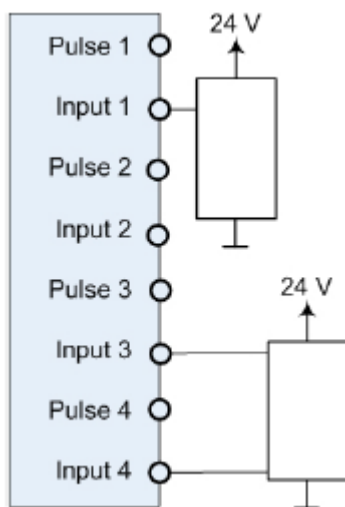 24 V
Pulse 1
Input 1
Pulse 2
Input 2
Pulse 3
24 V
Input 3
Pulse 4
Input 4